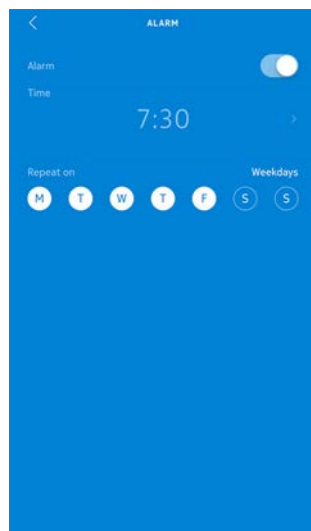 ALARM
Alarm
Time
7:30
Repeat on Weekdays
M T W T F S S